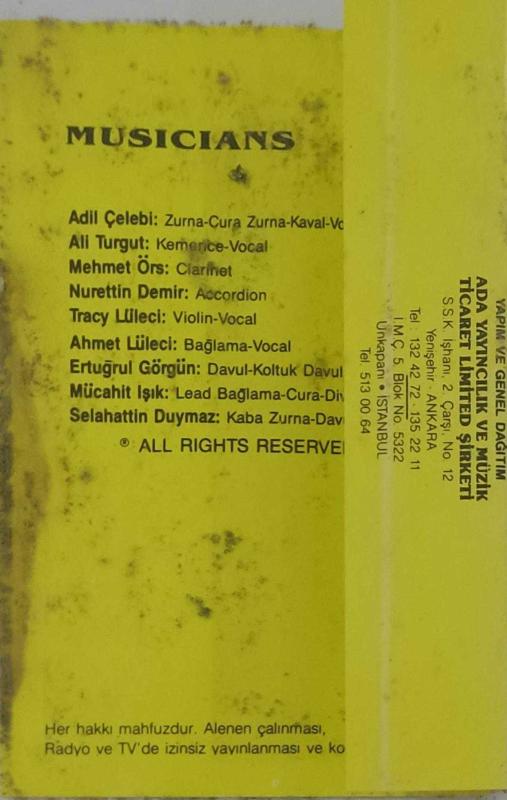 MUSICIANS
Adil Çelebi: Zurna-Cura Zurna-Kaval-Vo
Ali Turgut: Kemençe-Vocal
Mehmet Örs: Clarinet
Nurettin Demir: Accordion
Tracy Lüleci: Violin-Vocal
Ahmet Lüleci: Bağlama-Vocal
Ertuğrul Görgün: Davul-Koltuk Davul
Mücahit Işık: Lead Bağlama-Cura-Div
Selahattin Duymaz: Kaba Zurna-Dav
® ALL RIGHTS RESERVE
Her hakkı mahfuzdur. Alenen çalınması,
Radyo ve TV'de izinsiz yayınlanması ve ko
YAPIM VE GENEL DAĞITIM
ADA YAYINCILIK VE MÜZİK
TİCARET LİMİTED ŞİRKETİ
S.S.K. İşhanı, 2. Çarşı, No. 12
Yenişehir - ANKARA
Tel: 132 42 72 - 135 22 11
İ.M.Ç. 5. Blok No. 5322
Unkapanı • İSTANBUL
Tel: 513 00 64